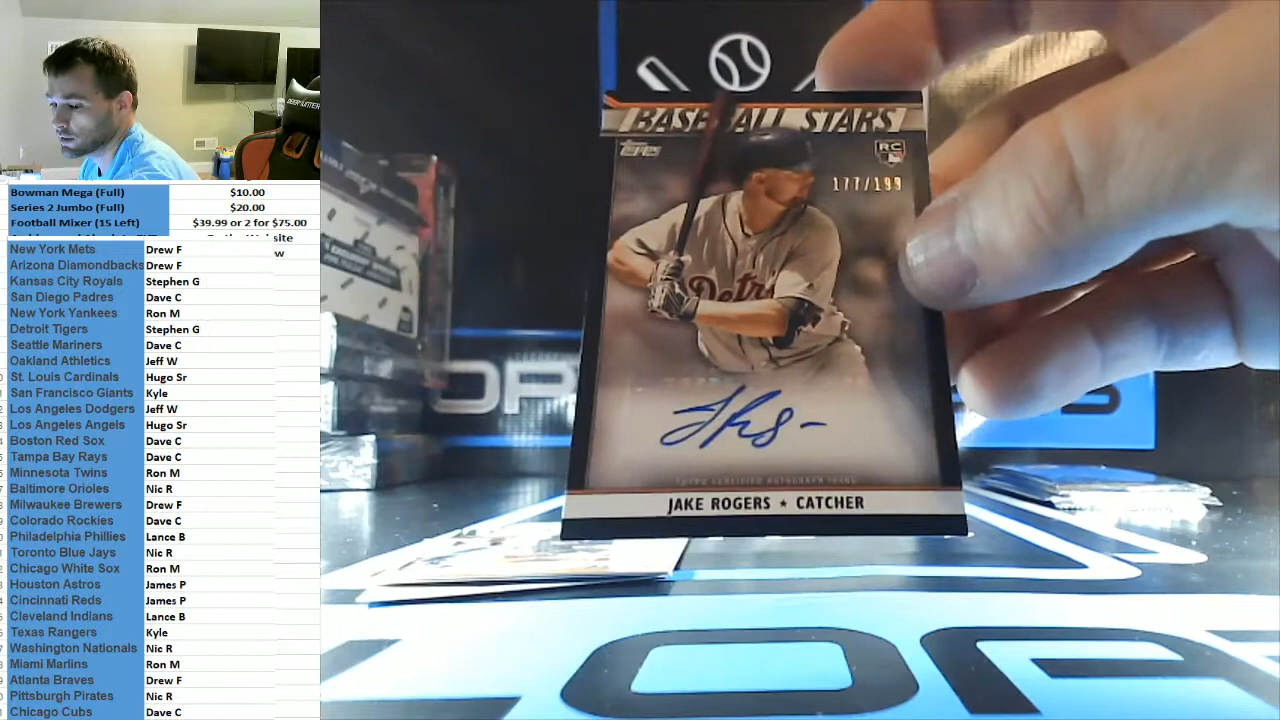 DXRACER
Bowman Mega (Full) $10.00
Series 2 Jumbo (Full) $20.00
Football Mixer (15 Left) $39.99 or 2 for $75.00
New York Mets Drew F
Arizona Diamondbacks Drew F
Kansas City Royals Stephen G
San Diego Padres Dave C
New York Yankees Ron M
Detroit Tigers Stephen G
Seattle Mariners Dave C
Oakland Athletics Jeff W
St. Louis Cardinals Hugo Sr
San Francisco Giants Kyle
Los Angeles Dodgers Jeff W
Los Angeles Angels Hugo Sr
Boston Red Sox Dave C
Tampa Bay Rays Dave C
Minnesota Twins Ron M
Baltimore Orioles Nic R
Milwaukee Brewers Drew F
Colorado Rockies Dave C
Philadelphia Phillies Lance B
Toronto Blue Jays Nic R
Chicago White Sox Ron M
Houston Astros James P
Cincinnati Reds James P
Cleveland Indians Lance B
Texas Rangers Kyle
Washington Nationals Nic R
Miami Marlins Ron M
Atlanta Braves Drew F
Pittsburgh Pirates Nic R
Chicago Cubs Dave C
BASEBALL STARS
Topps
RC
177/199
Detr
TOPPS CERTIFIED AUTOGRAPH ISSUE
JAKE ROGERS ★ CATCHER